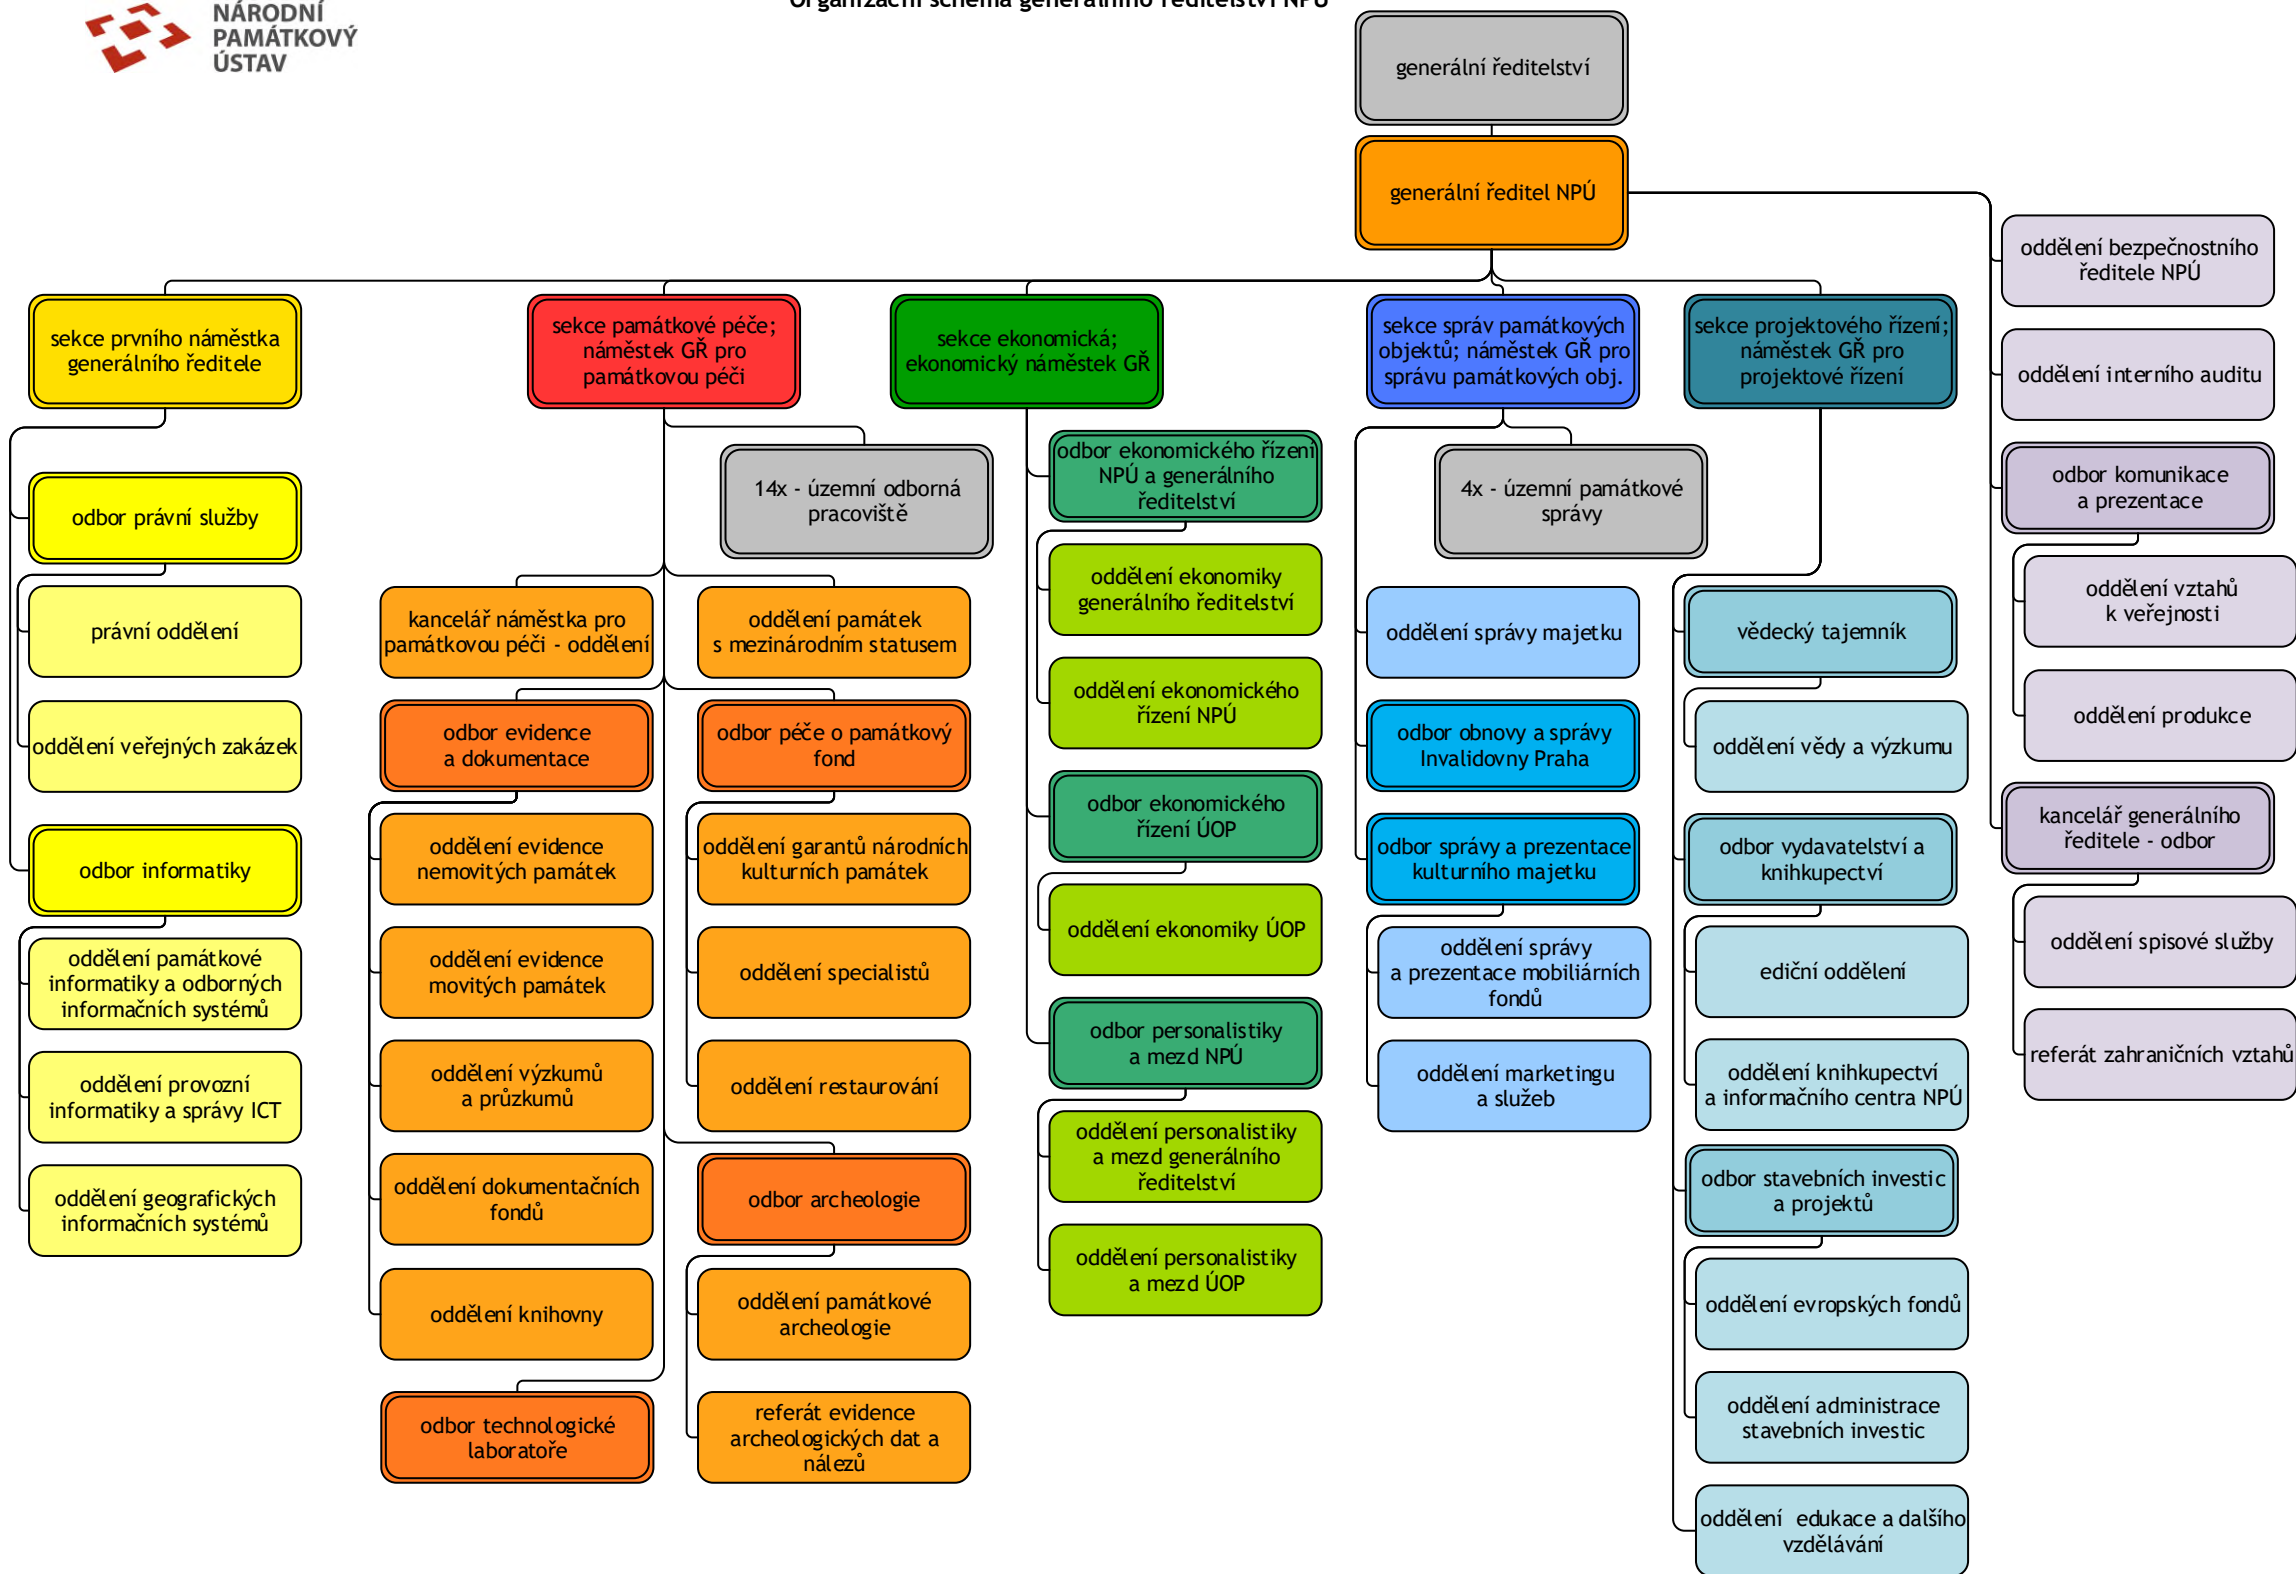 NÁRODNÍ
PAMÁTKOVÝ
ÚSTAV
Organizační schéma generálního ředitelství NPÚ
generální ředitelství
generální ředitel NPÚ
sekce prvního náměstka
generálního ředitele
odbor právní služby
právní oddělení
oddělení veřejných zakázek
odbor informatiky
oddělení památkové
informatiky a odborných
informačních systémů
oddělení provozní
informatiky a správy ICT
oddělení geografických
informačních systémů
sekce památkové péče;
náměstek GŘ pro
památkovou péči
14x - územní odborná
pracoviště
kancelář náměstka pro
památkovou péči - oddělení
oddělení památek
s mezinárodním statusem
odbor evidence
a dokumentace
oddělení evidence
nemovitých památek
oddělení evidence
movitých památek
oddělení výzkumů
a průzkumů
oddělení dokumentačních
fondů
oddělení knihovny
odbor technologické
laboratoře
odbor péče o památkový
fond
oddělení garantů národních
kulturních památek
oddělení specialistů
oddělení restaurování
odbor archeologie
oddělení památkové
archeologie
referát evidence
archeologických dat a
nálezů
sekce ekonomická;
ekonomický náměstek GŘ
odbor ekonomického řízení
NPÚ a generálního
ředitelství
oddělení ekonomiky
generálního ředitelství
oddělení ekonomického
řízení NPÚ
odbor ekonomického
řízení ÚOP
oddělení ekonomiky ÚOP
odbor personalistiky
a mezd NPÚ
oddělení personalistiky
a mezd generálního
ředitelství
oddělení personalistiky
a mezd ÚOP
sekce správ památkových
objektů; náměstek GŘ pro
správu památkových obj.
4x - územní památkové
správy
oddělení správy majetku
odbor obnovy a správy
Invalidovny Praha
odbor správy a prezentace
kulturního majetku
oddělení správy
a prezentace mobiliárních
fondů
oddělení marketingu
a služeb
sekce projektového řízení;
náměstek GŘ pro
projektové řízení
vědecký tajemník
oddělení vědy a výzkumu
odbor vydavatelství a
knihkupectví
ediční oddělení
oddělení knihkupectví
a informačního centra NPÚ
odbor stavebních investic
a projektů
oddělení evropských fondů
oddělení administrace
stavebních investic
oddělení edukace a dalšího
vzdělávání
oddělení bezpečnostního
ředitele NPÚ
oddělení interního auditu
odbor komunikace
a prezentace
oddělení vztahů
k veřejnosti
oddělení produkce
kancelář generálního
ředitele - odbor
oddělení spisové služby
referát zahraničních vztahů